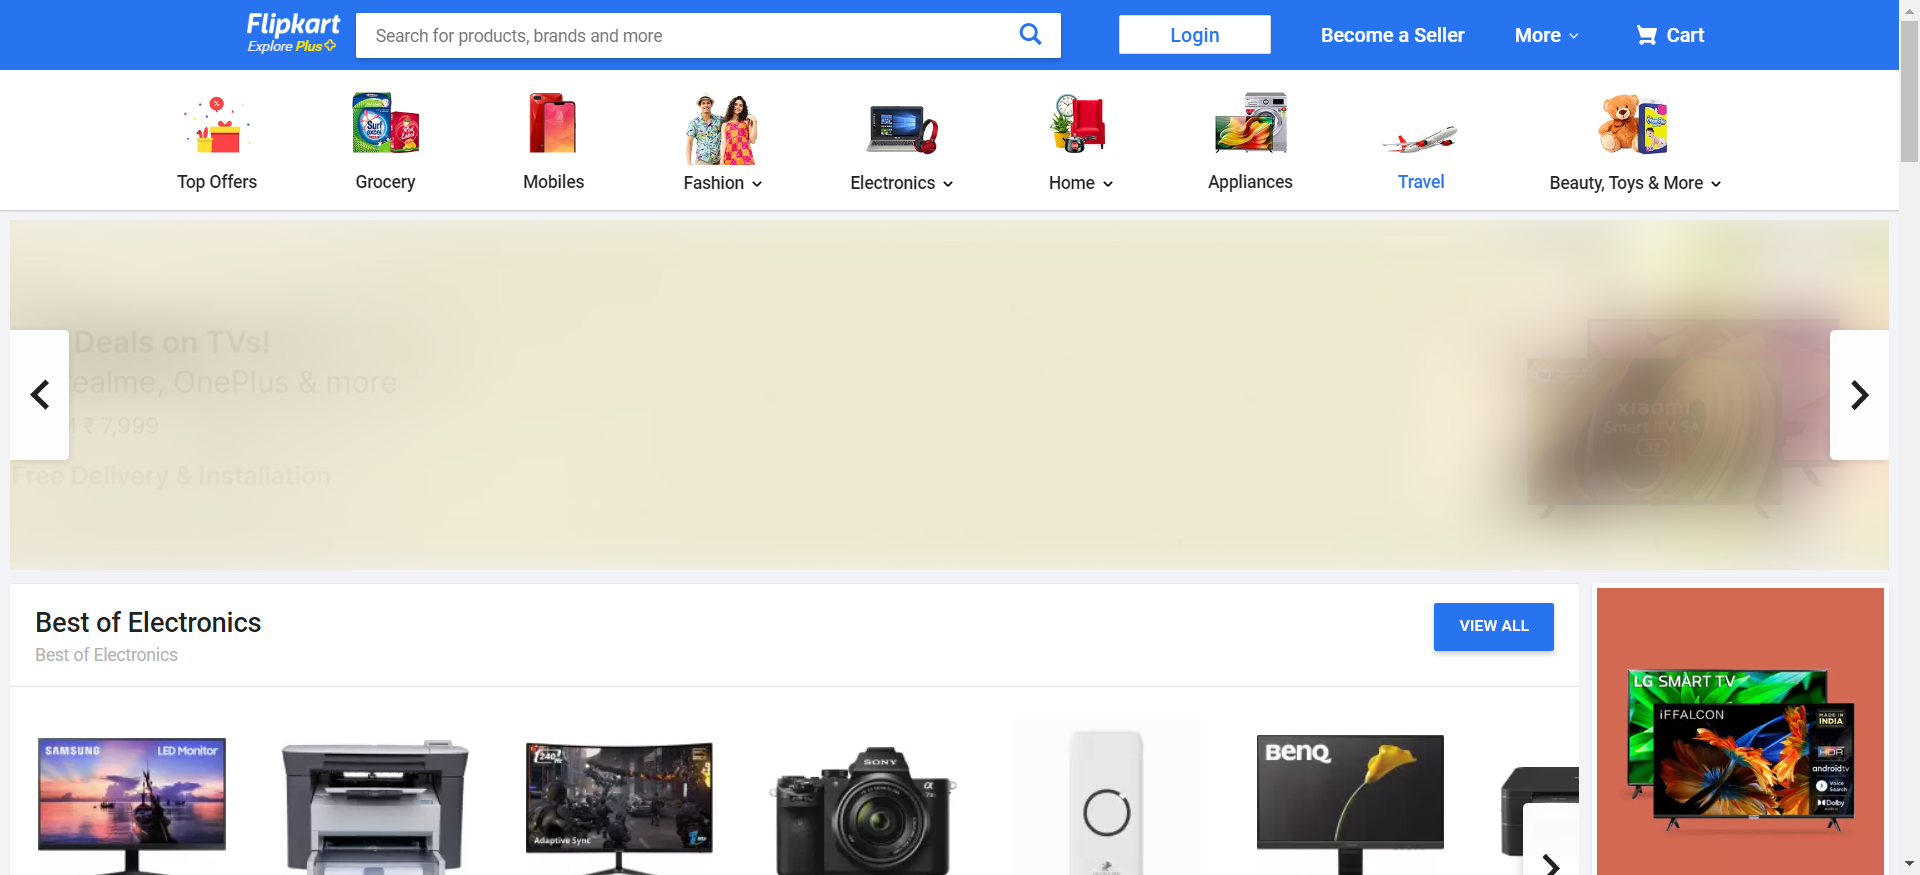 Flipkart
Explore Plus
Search for products, brands and more
Login
Become a Seller
More
Cart
Top Offers
Grocery
Mobiles
Fashion
Electronics
Home
Appliances
Travel
Beauty, Toys & More
Deals on TVs!
realme, OnePlus & more
₹ 7,999
Free Delivery & Installation
xiaomi
Smart TV 5A
32
Best of Electronics
Best of Electronics
VIEW ALL
SAMSUNG
LED Monitor
240
Adaptive Sync
SONY
α
BenQ
LG SMART TV
iFFALCON
MADE IN
INDIA
HDR
androidtv
Voice
Search
Dolby